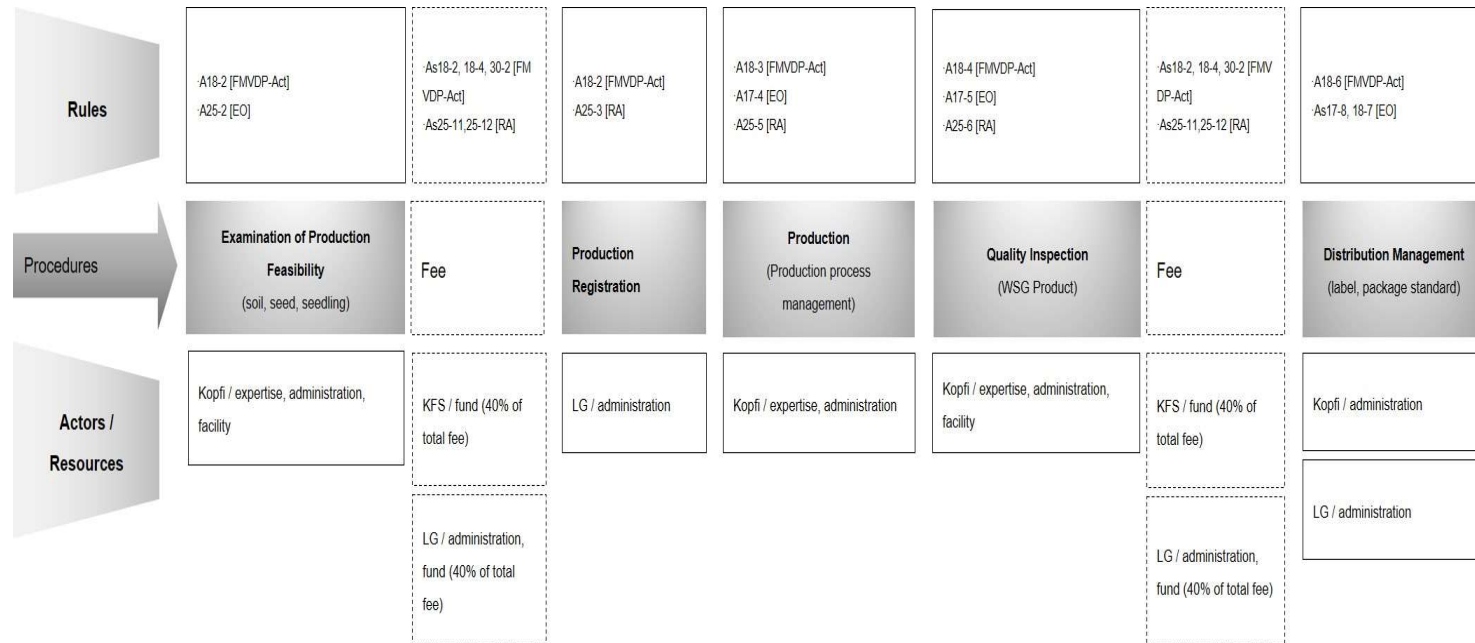 Rules
·A18-2 [FMVDP-Act]
·A25-2 [EO]
·As18-2, 18-4, 30-2 [FM
VDP-Act]
·As25-11,25-12 [RA]
·A18-2 [FMVDP-Act]
·A25-3 [RA]
·A18-3 [FMVDP-Act]
·A17-4 [EO]
·A25-5 [RA]
·A18-4 [FMVDP-Act]
·A17-5 [EO]
·A25-6 [RA]
·As18-2, 18-4, 30-2 [FMV
DP-Act]
·As25-11,25-12 [RA]
·A18-6 [FMVDP-Act]
·As17-8, 18-7 [EO]
Procedures
Examination of Production
Feasibility
(soil, seed, seedling)
Fee
Production
Registration
Production
(Production process
management)
Quality Inspection
(WSG Product)
Fee
Distribution Management
(label, package standard)
Actors /
Resources
Kopfi / expertise, administration,
facility
KFS / fund (40% of
total fee)
LG / administration,
fund (40% of total
fee)
LG / administration
Kopfi / expertise, administration
Kopfi / expertise, administration,
facility
KFS / fund (40% of
total fee)
LG / administration,
fund (40% of total fee)
Kopfi / administration
LG / administration